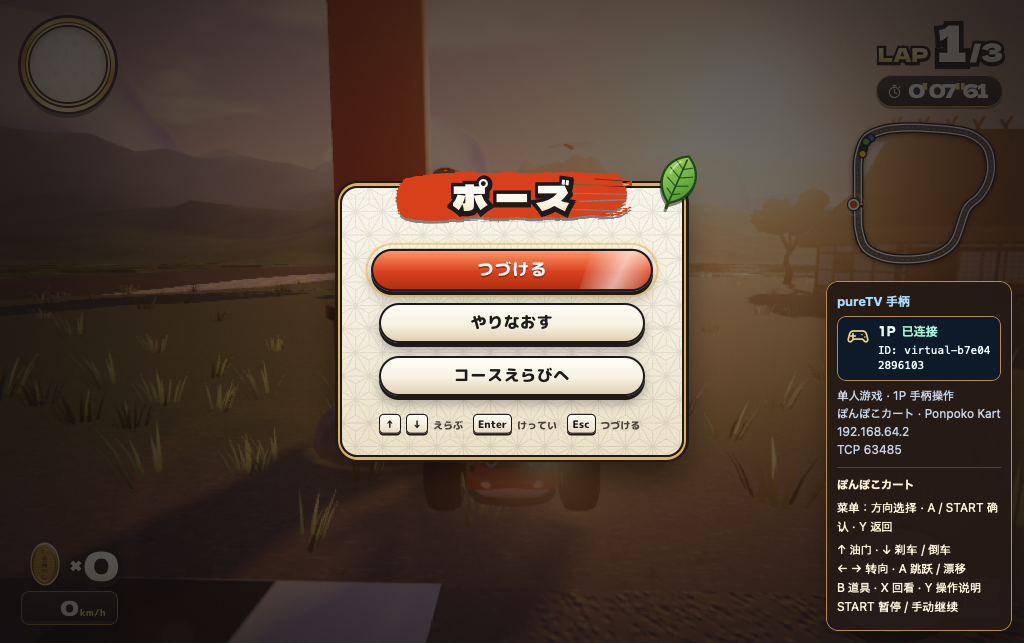 LAP 1/3
0'07"61
ポーズ
つづける
やりなおす
コースえらびへ
↑ ↓ えらぶ Enter けってい Esc つづける
×0
0 km/h
pureTV 手柄
1P 已连接
ID: virtual-b7e04
2896103
单人游戏 · 1P 手柄操作
ぽんぽこカート · Ponpoko Kart
192.168.64.2
TCP 63485
ぽんぽこカート
菜单：方向选择 · A / START 确
认 · Y 返回
↑ 油门 · ↓ 刹车 / 倒车
← → 转向 · A 跳跃 / 漂移
B 道具 · X 回看 · Y 操作说明
START 暂停 / 手动继续